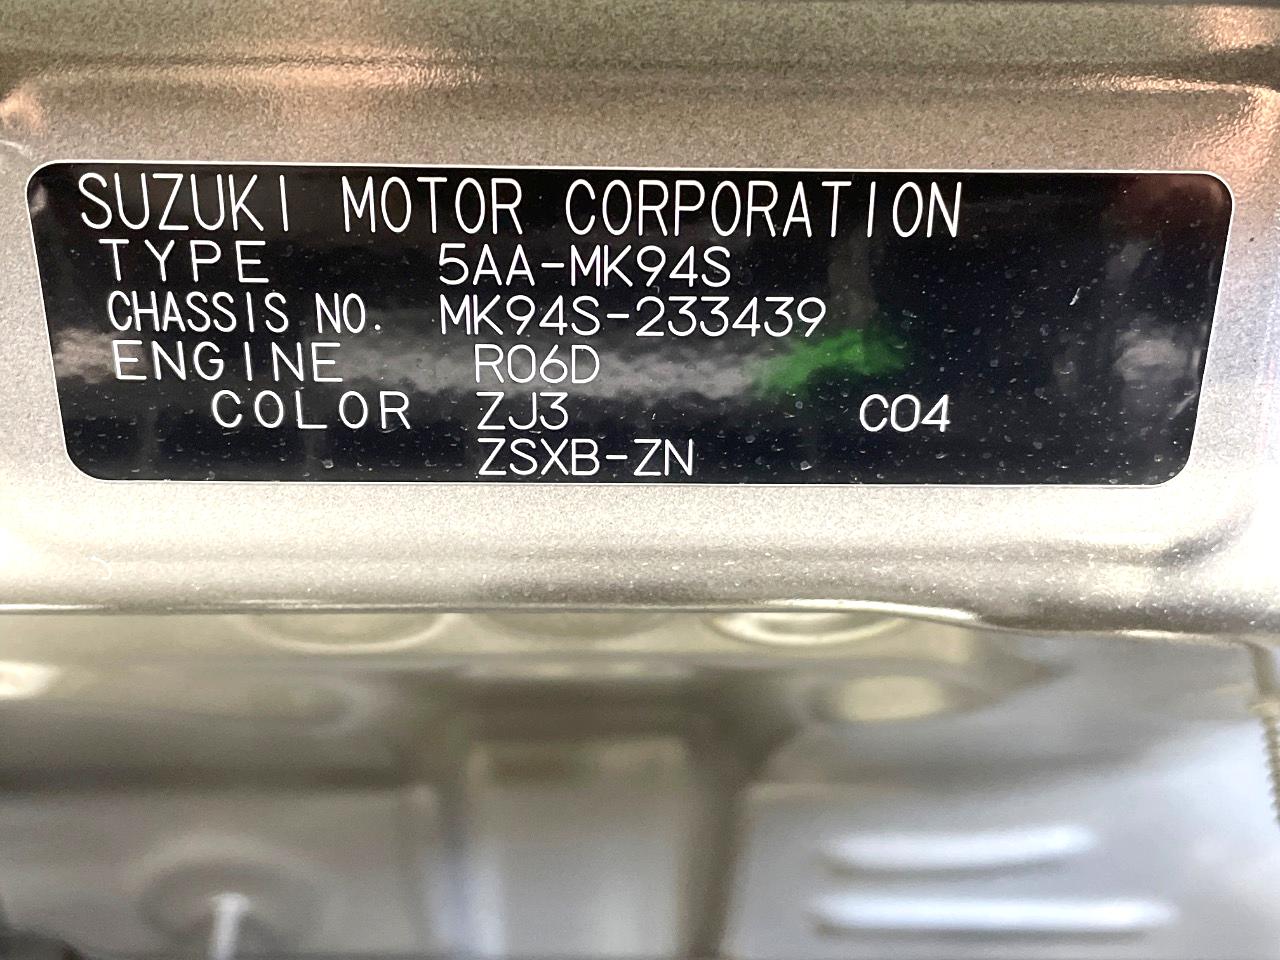 SUZUKI MOTOR CORPORATION
TYPE 5AA-MK94S
CHASSIS NO. MK94S-233439
ENGINE R06D
COLOR ZJ3 C04
ZSXB-ZN